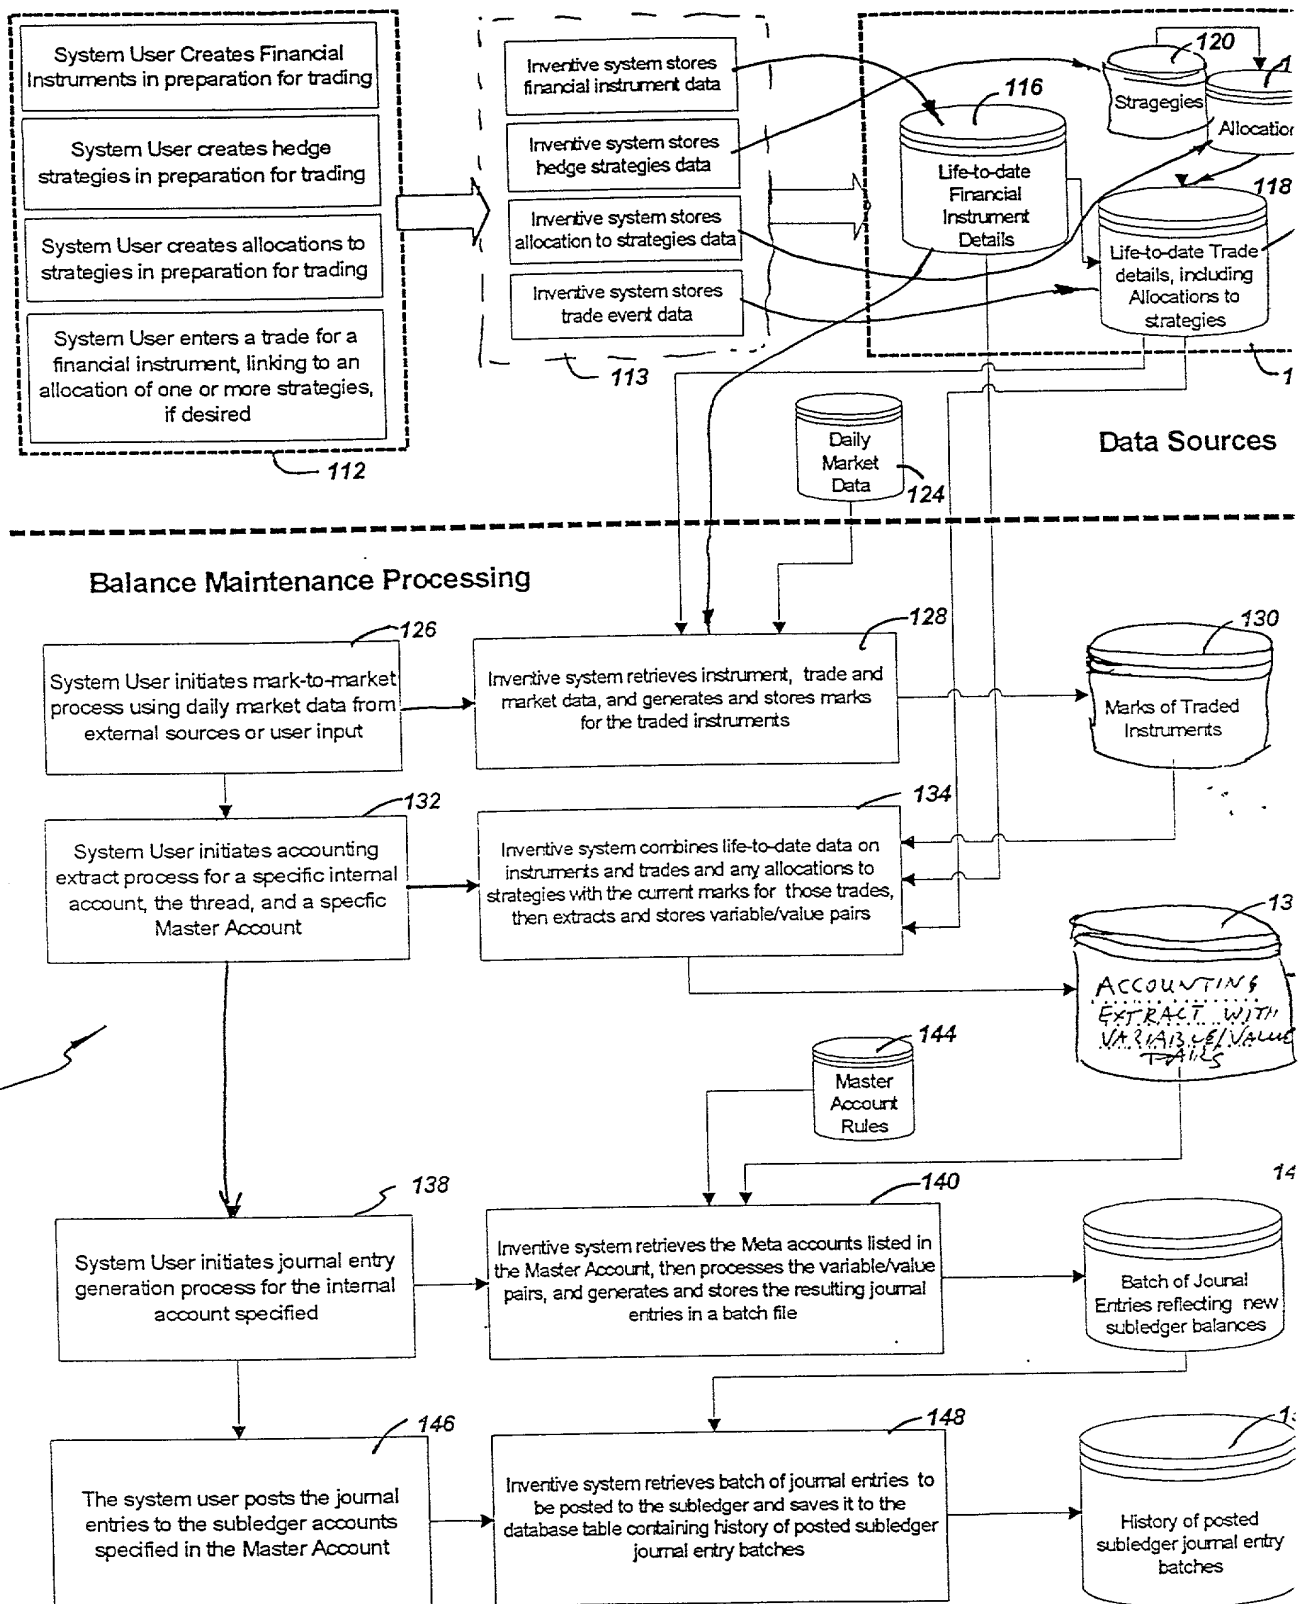 System User Creates Financial
Instruments in preparation for trading
System User creates hedge
strategies in preparation for trading
System User creates allocations to
strategies in preparation for trading
System User enters a trade for a
financial instrument, linking to an
allocation of one or more strategies,
if desired
112
Inventive system stores
financial instrument data
Inventive system stores
hedge strategies data
Inventive system stores
allocation to strategies data
Inventive system stores
trade event data
113
116
Life-to-date
Financial
Instrument
Details
120
Stragegies
1
Allocation
118
Life-to-date Trade
details, including
Allocations to
strategies
1
Daily
Market
Data
124
Data Sources
Balance Maintenance Processing
126
System User initiates mark-to-market
process using daily market data from
external sources or user input
128
Inventive system retrieves instrument, trade and
market data, and generates and stores marks
for the traded instruments
130
Marks of Traded
Instruments
132
System User initiates accounting
extract process for a specific internal
account, the thread, and a specfic
Master Account
134
Inventive system combines life-to-date data on
instruments and trades and any allocations to
strategies with the current marks for those trades,
then extracts and stores variable/value pairs
13
ACCOUNTING
EXTRACT WITH
VARIABLE/VALUE
PAIRS
144
Master
Account
Rules
138
System User initiates journal entry
generation process for the internal
account specified
140
Inventive system retrieves the Meta accounts listed in
the Master Account, then processes the variable/value
pairs, and generates and stores the resulting journal
entries in a batch file
14
Batch of Jounal
Entries reflecting new
subledger balances
146
The system user posts the journal
entries to the subledger accounts
specified in the Master Account
148
Inventive system retrieves batch of journal entries to
be posted to the subledger and saves it to the
database table containing history of posted subledger
journal entry batches
History of posted
subledger journal entry
batches